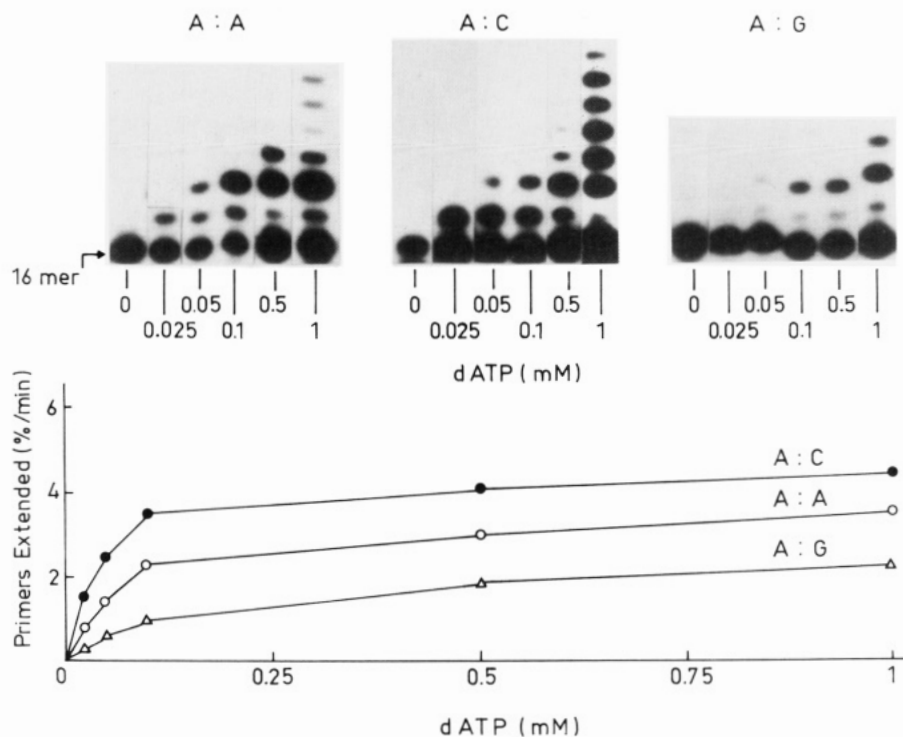 A : A
A : C
A : G
16 mer
0 0.05 0.5
0.025 0.1 1
0 0.05 0.5
0.025 0.1 1
0 0.05 0.5
0.025 0.1 1
dATP (mM)
Primers Extended (%/min)
6
4
2
A : C
A : A
A : G
0 0.25 0.5 0.75 1
dATP (mM)